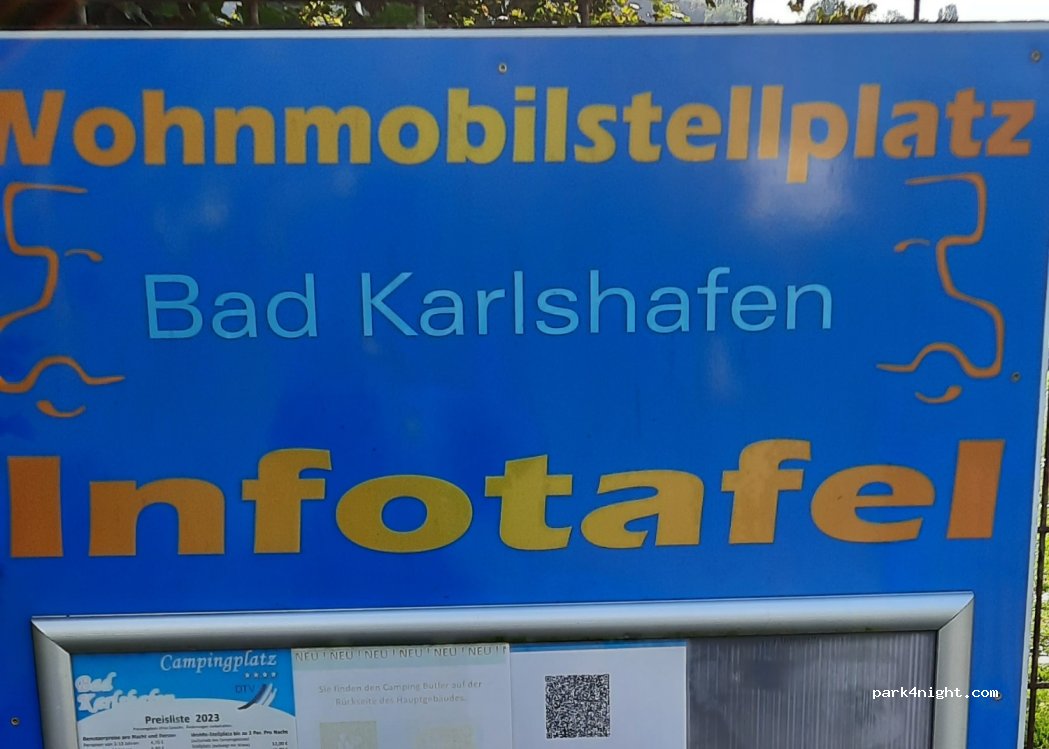 Wohnmobilstellplatz
Bad Karlshafen
Infotafel
Campingplatz
Bad
Karlshafen
DTV
Preisliste 2023
NEU ! NEU ! NEU ! NEU ! NEU ! NEU !
Sie finden den Camping Butler auf der
Rückseite des Hauptgebäudes.
park4night.com